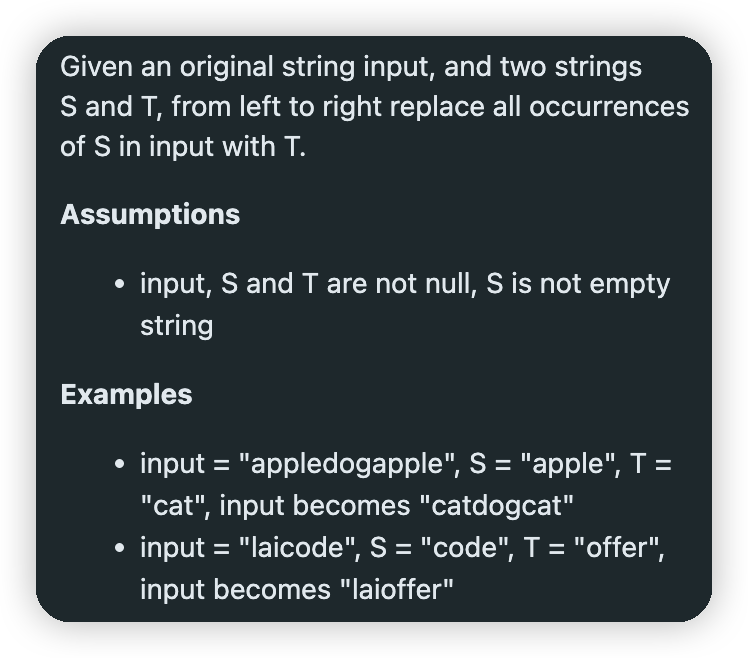 Given an original string input, and two strings
S and T, from left to right replace all occurrences
of S in input with T.
Assumptions
• input, S and T are not null, S is not empty
string
Examples
• input = "appledogapple", S = "apple", T =
"cat", input becomes "catdogcat"
• input = "laicode", S = "code", T = "offer",
input becomes "laioffer"